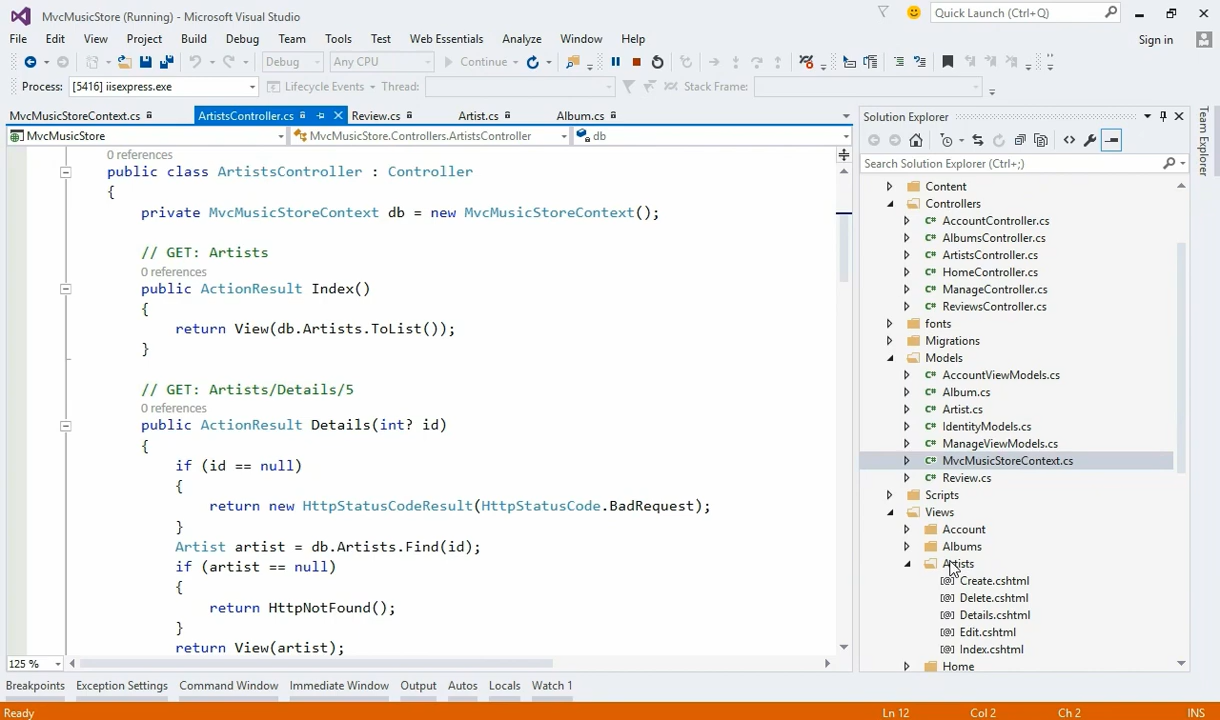 MvcMusicStore (Running) - Microsoft Visual Studio
Quick Launch (Ctrl+;)
File Edit View Project Build Debug Team Tools Test Web Essentials Analyze Window Help
Sign in
Debug Any CPU Continue
Process: [5416] iisexpress.exe Lifecycle Events Thread: Stack Frame:
MvcMusicStoreContext.cs ArtistsController.cs Review.cs Artist.cs Album.cs
MvcMusicStore MvcMusicStore.Controllers.ArtistsController db
0 references
public class ArtistsController : Controller
{
private MvcMusicStoreContext db = new MvcMusicStoreContext();
// GET: Artists
0 references
public ActionResult Index()
{
return View(db.Artists.ToList());
}
// GET: Artists/Details/5
0 references
public ActionResult Details(int? id)
{
if (id == null)
{
return new HttpStatusCodeResult(HttpStatusCode.BadRequest);
}
Artist artist = db.Artists.Find(id);
if (artist == null)
{
return HttpNotFound();
}
return View(artist);
125 %
Solution Explorer
Search Solution Explorer (Ctrl+;)
Content
Controllers
C# AccountController.cs
C# AlbumsController.cs
C# ArtistsController.cs
C# HomeController.cs
C# ManageController.cs
C# ReviewsController.cs
fonts
Migrations
Models
C# AccountViewModels.cs
C# Album.cs
C# Artist.cs
C# IdentityModels.cs
C# ManageViewModels.cs
C# MvcMusicStoreContext.cs
C# Review.cs
Scripts
Views
Account
Albums
Artists
[@] Create.cshtml
[@] Delete.cshtml
[@] Details.cshtml
[@] Edit.cshtml
[@] Index.cshtml
Home
Team Explorer
Breakpoints Exception Settings Command Window Immediate Window Output Autos Locals Watch 1
Ready Ln 12 Col 2 Ch 2 INS